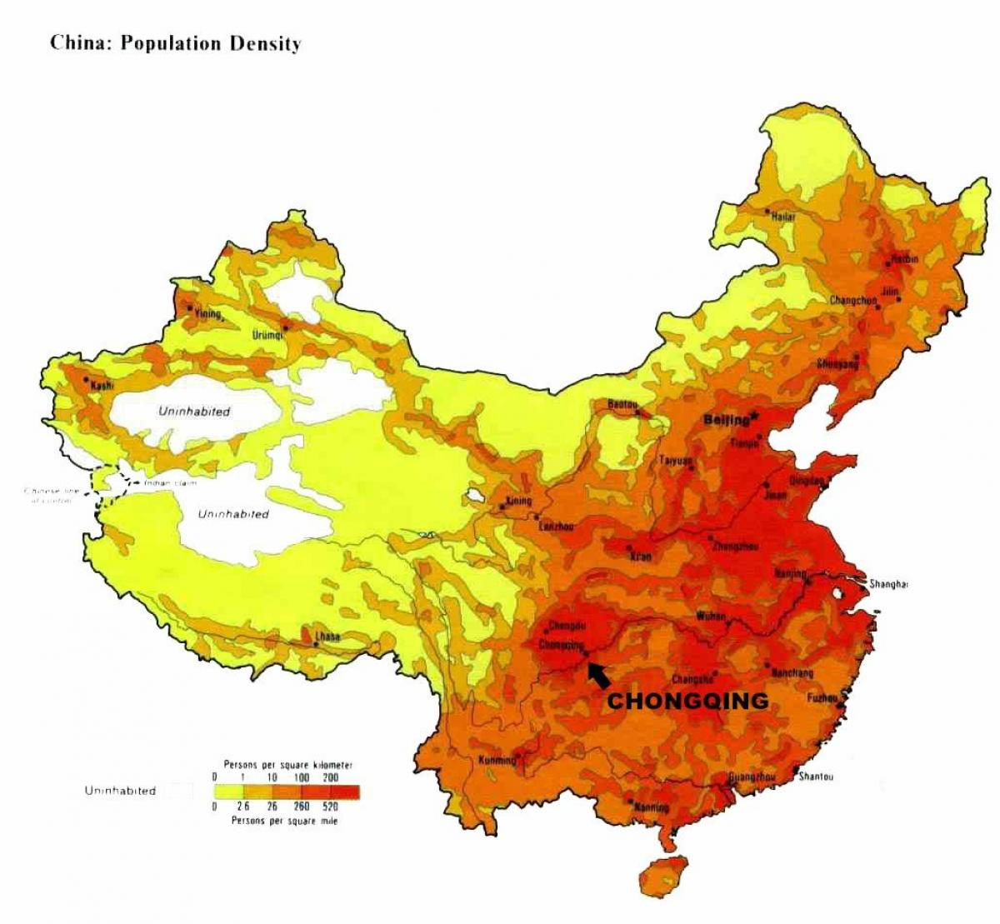 China: Population Density
Hailar
Harbin
Jilin
Changchun
Shenyang
Yining
Ürümqi
Kashi
Uninhabited
Baotou
Beijing
Tianjin
Taiyuan
Indian claim
Chinese line
of control
Uninhabited
Xining
Lanzhou
Qingdao
Jinan
Xi'an
Zhengzhou
Nanjing
Shanghai
Wuhan
Chengdu
Chongqing
Lhasa
Nanchang
Changsha
CHONGQING
Fuzhou
Kunming
Guangzhou
Shantou
Nanning
Persons per square kilometer
0 1 10 100 200
Uninhabited
0 2.6 26 260 520
Persons per square mile